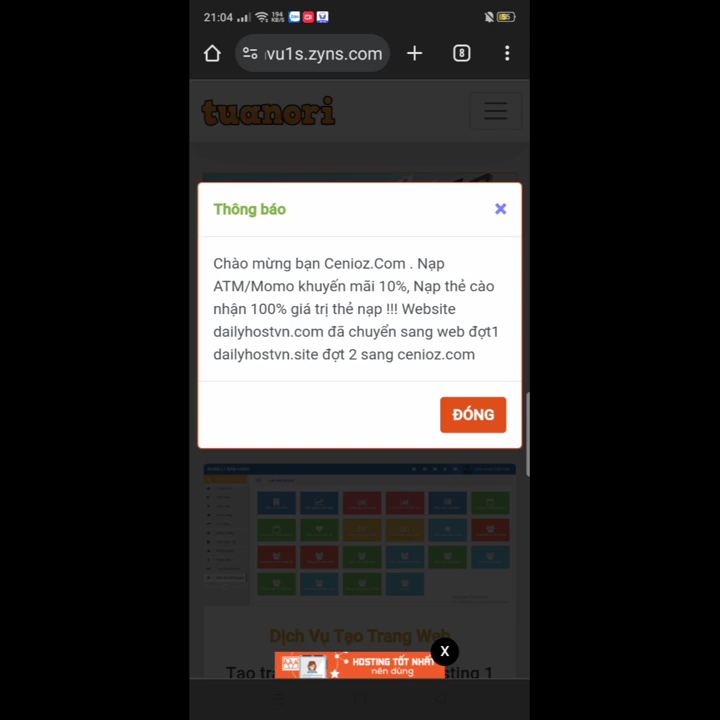 21:04
194
KB/S
vu1s.zyns.com
8
tuanori
Thông báo
Chào mừng bạn Cenioz.Com . Nạp
ATM/Momo khuyến mãi 10%, Nạp thẻ cào
nhận 100% giá trị thẻ nạp !!! Website
dailyhostvn.com đã chuyển sang web đợt1
dailyhostvn.site đợt 2 sang cenioz.com
ĐÓNG
Dịch Vụ Tạo Trang Web
X
HOSTING TỐT NHẤT
nên dùng